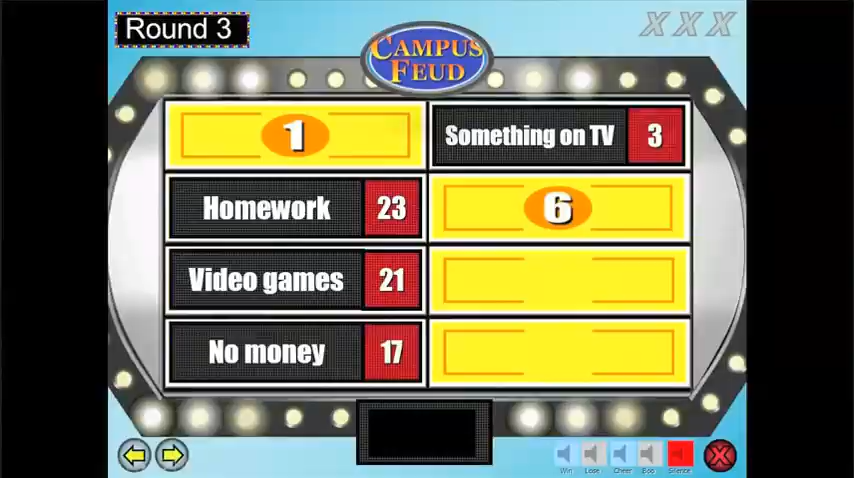 Round 3
XXX
CAMPUS
FEUD
1
Something on TV 3
Homework 23
6
Video games 21
No money 17
Win Lose Cheer Boo Silence
X